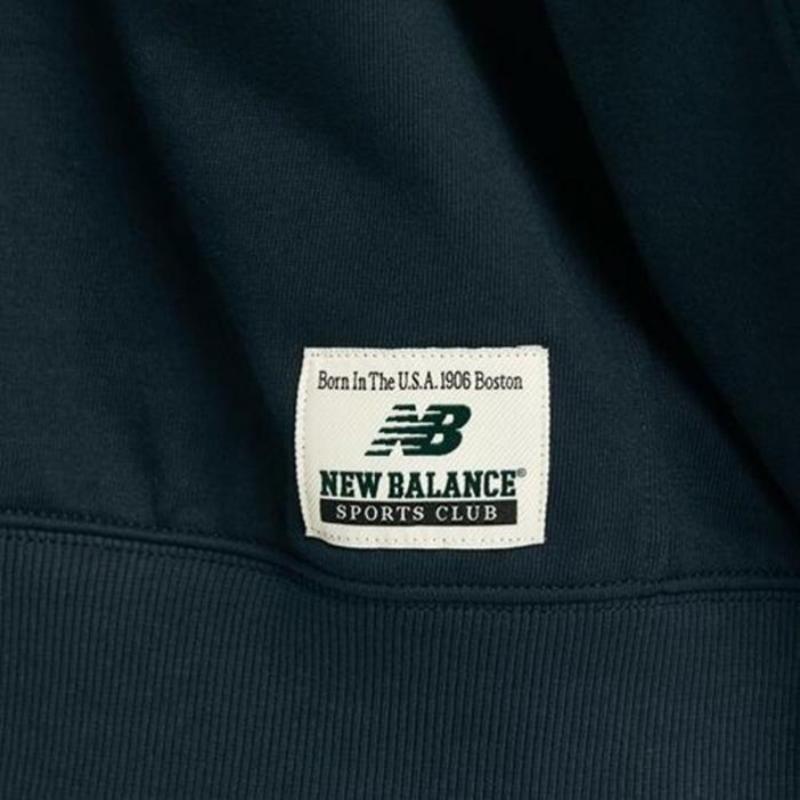 Born In The U.S.A. 1906 Boston
NB
NEW BALANCE®
SPORTS CLUB